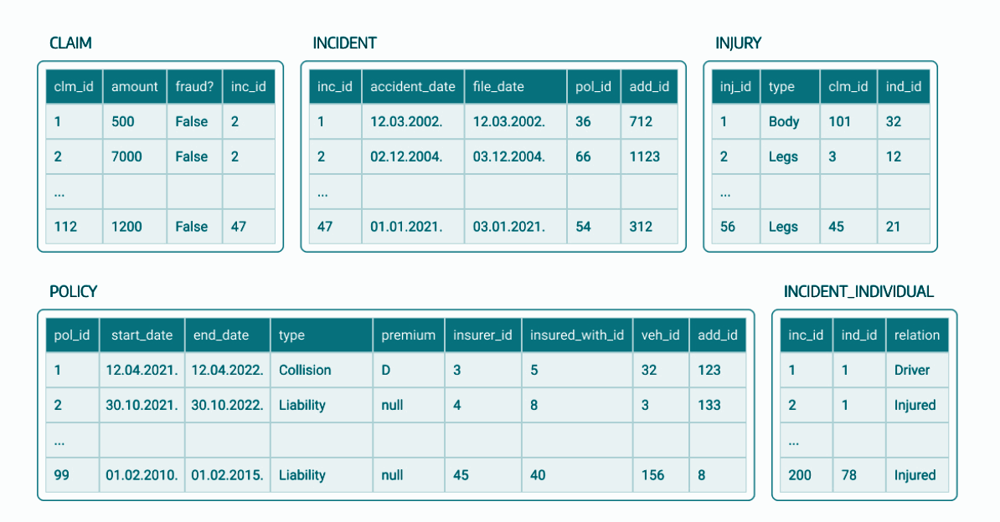 CLAIM
clm_id amount fraud? inc_id
1 500 False 2
2 7000 False 2
...
112 1200 False 47
INCIDENT
inc_id accident_date file_date pol_id add_id
1 12.03.2002. 12.03.2002. 36 712
2 02.12.2004. 03.12.2004. 66 1123
...
47 01.01.2021. 03.01.2021. 54 312
INJURY
inj_id type clm_id ind_id
1 Body 101 32
2 Legs 3 12
...
56 Legs 45 21
POLICY
pol_id start_date end_date type premium insurer_id insured_with_id veh_id add_id
1 12.04.2021. 12.04.2022. Collision D 3 5 32 123
2 30.10.2021. 30.10.2022. Liability null 4 8 3 133
...
99 01.02.2010. 01.02.2015. Liability null 45 40 156 8
INCIDENT_INDIVIDUAL
inc_id ind_id relation
1 1 Driver
2 1 Injured
...
200 78 Injured